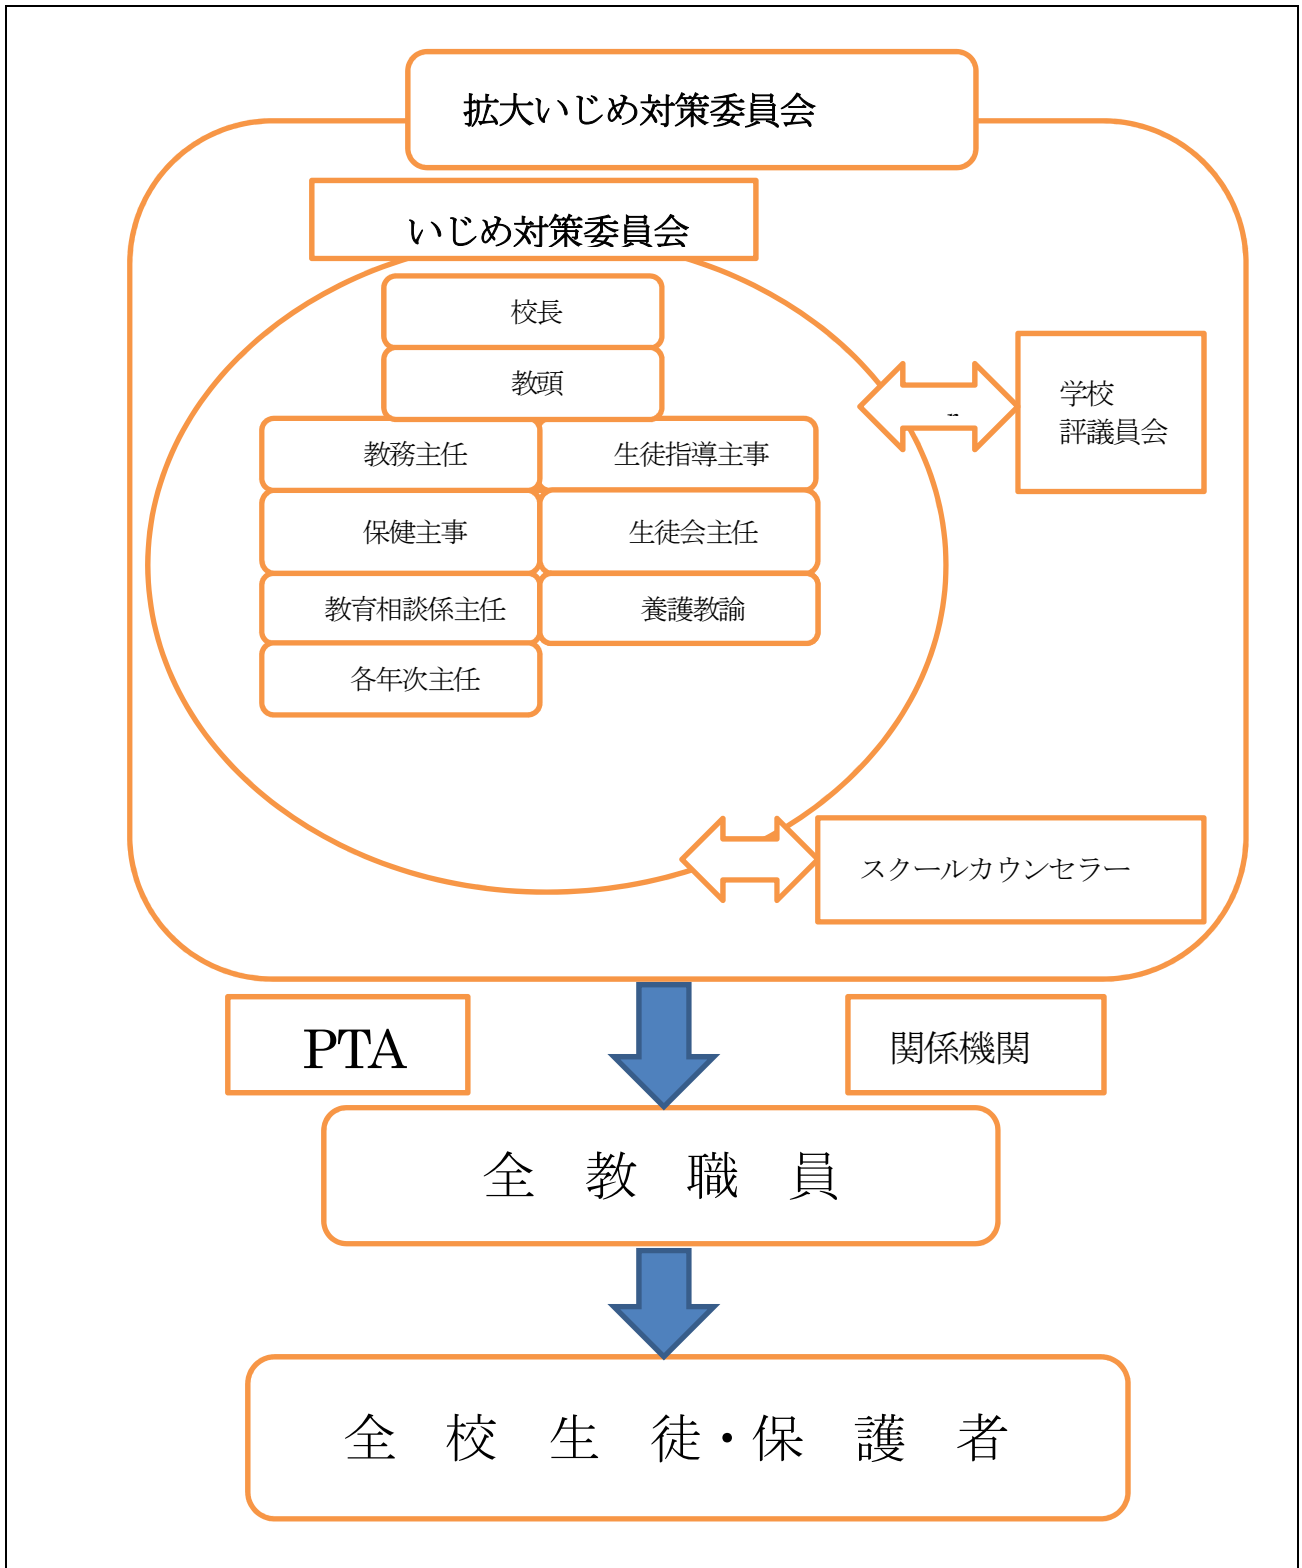 拡大いじめ対策委員会
いじめ対策委員会
校長
教頭
教務主任
生徒指導主事
保健主事
生徒会主任
教育相談係主任
養護教諭
各年次主任
学校
評議員会
スクールカウンセラー
PTA
関係機関
全 教 職 員
全 校 生 徒・保 護 者